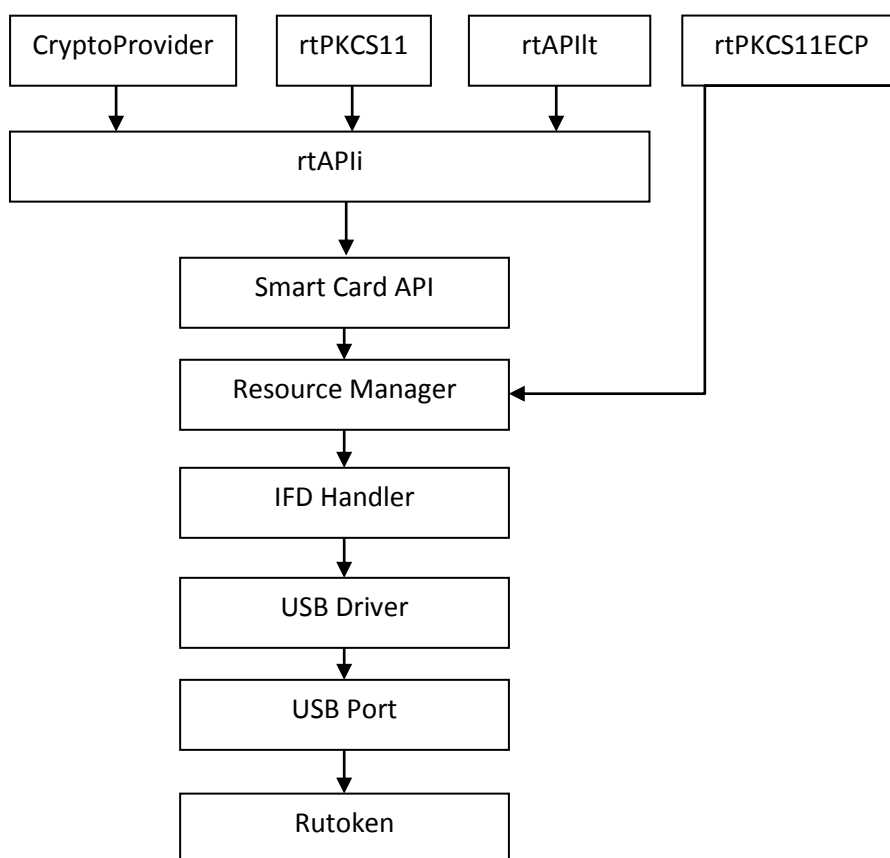 CryptoProvider
rtPKCS11
rtAPIlt
rtPKCS11ECP
rtAPIi
Smart Card API
Resource Manager
IFD Handler
USB Driver
USB Port
Rutoken